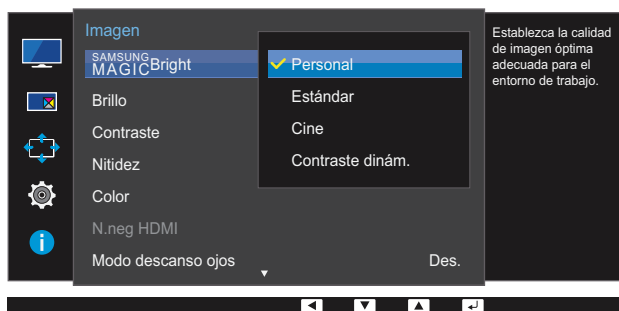 Imagen
SAMSUNG
MAGICBright
Personal
Estándar
Cine
Contraste dinám.
Brillo
Contraste
Nitidez
Color
N.neg HDMI
Modo descanso ojos Des.
Establezca la calidad
de imagen óptima
adecuada para el
entorno de trabajo.